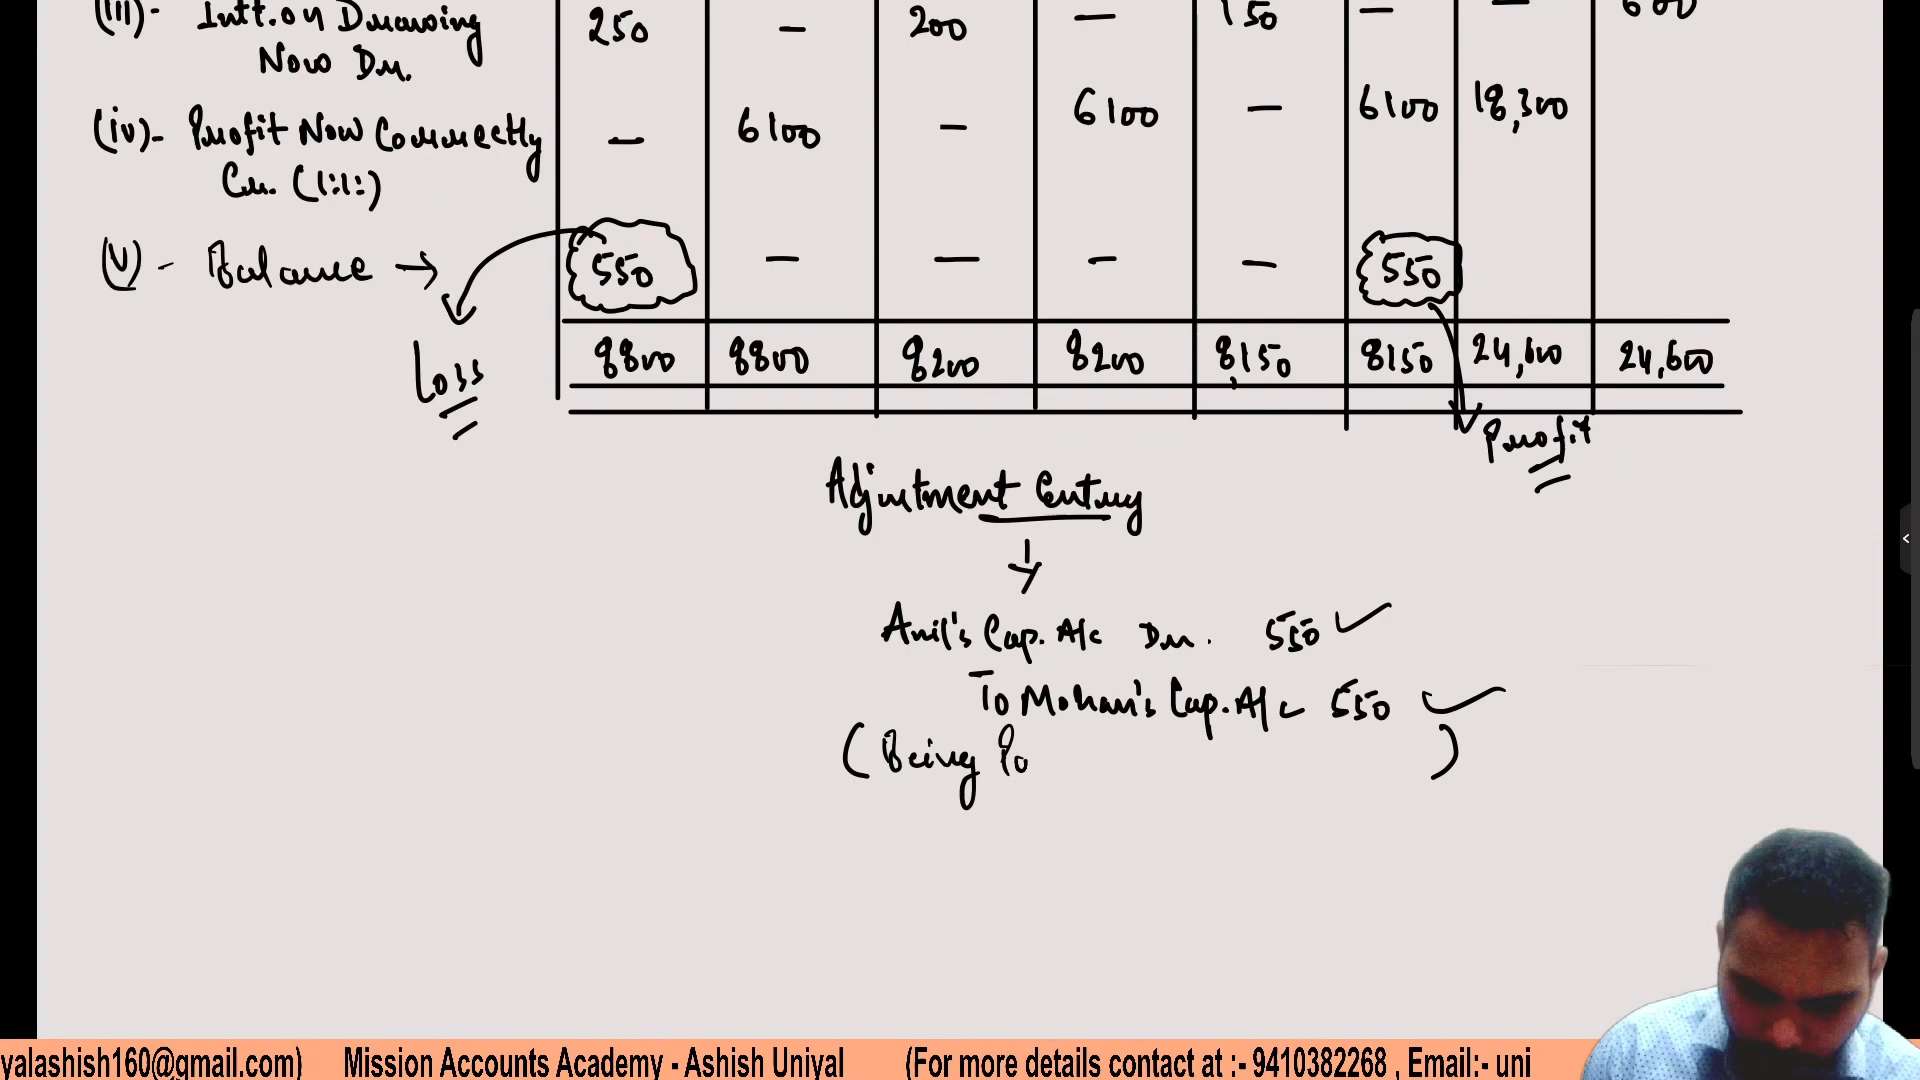 (iii)- Intt. on Drawing 250 - 200 - 150 - - 600
Now Dr.
(iv)- Profit Now Correctly - 6100 - 6100 - 6100 18,300
Cr. (1:1:1)
(v) - Balance → 550 - - - - 550
8800 8800 8200 8200 8150 8150 24,600 24,600
Loss
Profit
Adjustment Entry
Anil's Cap. A/c Dr. 550 ✓
To Mohan's Cap. A/c 550 ✓
(Being Pa )
yalashish160@gmail.com) Mission Accounts Academy - Ashish Uniyal (For more details contact at :- 9410382268 , Email:- uni